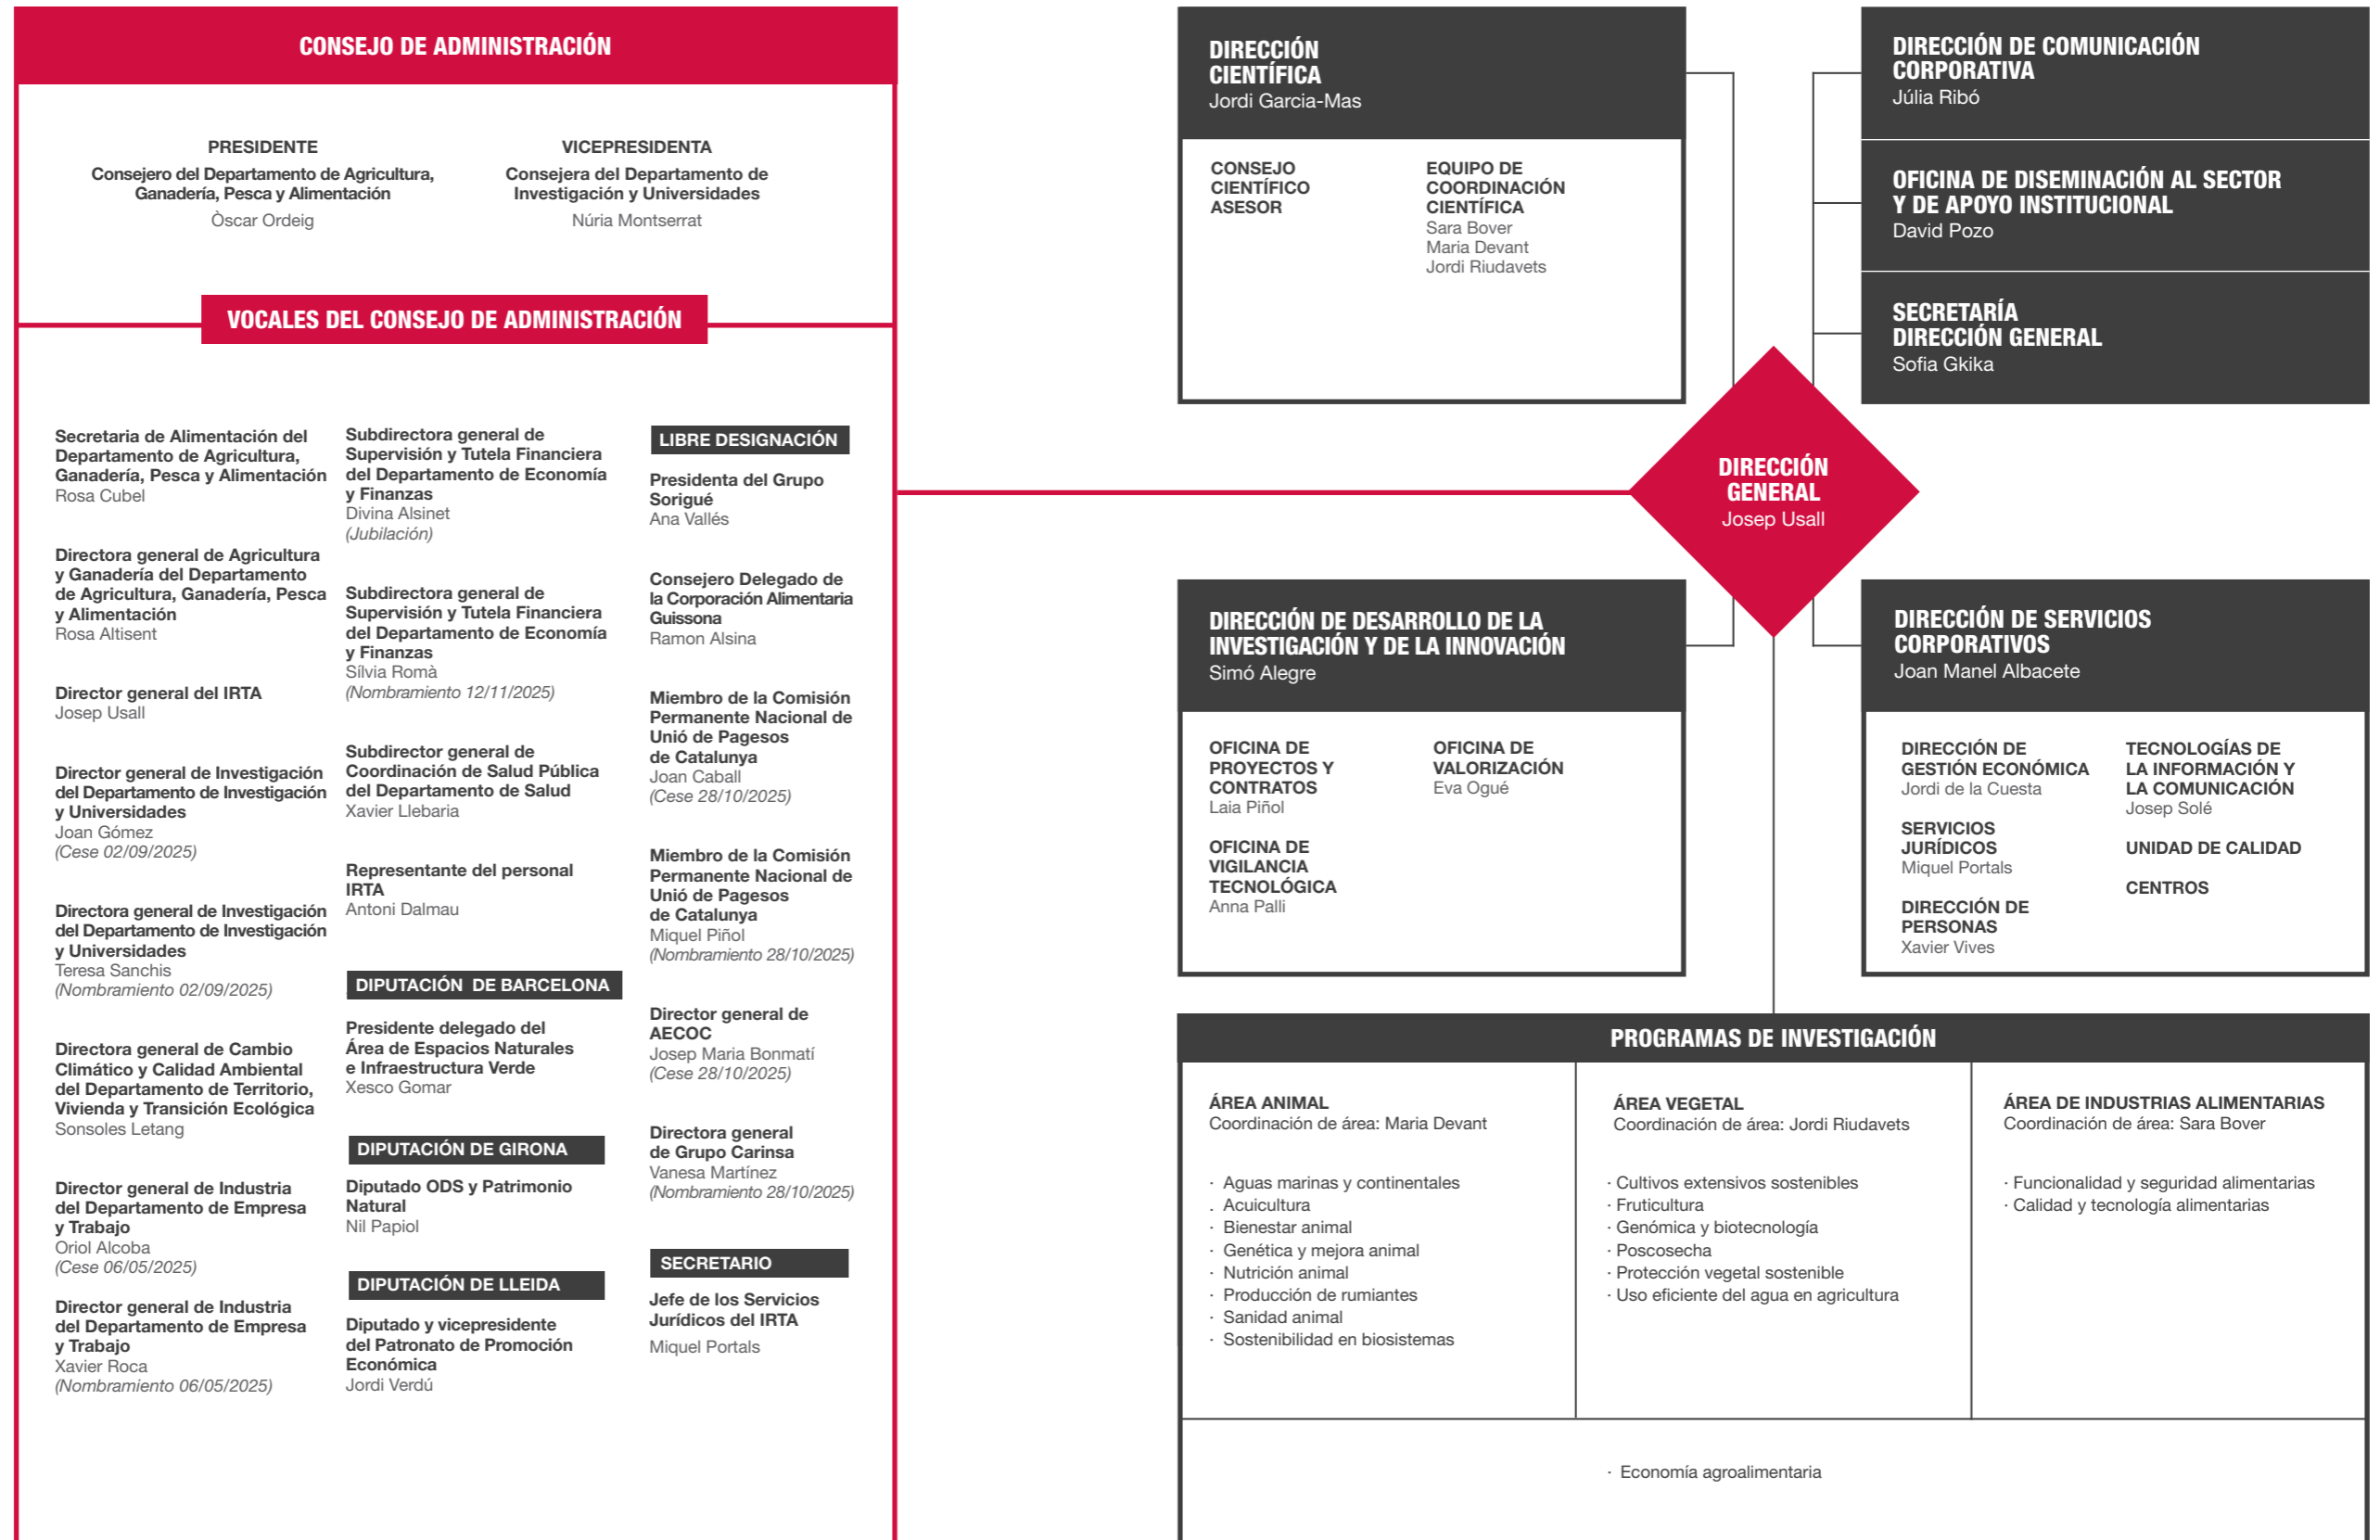 CONSEJO DE ADMINISTRACIÓN
PRESIDENTE
Consejero del Departamento de Agricultura,
Ganadería, Pesca y Alimentación
Òscar Ordeig
VICEPRESIDENTA
Consejera del Departamento de
Investigación y Universidades
Núria Montserrat
VOCALES DEL CONSEJO DE ADMINISTRACIÓN
Secretaria de Alimentación del
Departamento de Agricultura,
Ganadería, Pesca y Alimentación
Rosa Cubel
Directora general de Agricultura
y Ganadería del Departamento
de Agricultura, Ganadería, Pesca
y Alimentación
Rosa Altisent
Director general del IRTA
Josep Usall
Director general de Investigación
del Departamento de Investigación
y Universidades
Joan Gómez
(Cese 02/09/2025)
Directora general de Investigación
del Departamento de Investigación
y Universidades
Teresa Sanchis
(Nombramiento 02/09/2025)
Directora general de Cambio
Climático y Calidad Ambiental
del Departamento de Territorio,
Vivienda y Transición Ecológica
Sonsoles Letang
Director general de Industria
del Departamento de Empresa
y Trabajo
Oriol Alcoba
(Cese 06/05/2025)
Director general de Industria
del Departamento de Empresa
y Trabajo
Xavier Roca
(Nombramiento 06/05/2025)
Subdirectora general de
Supervisión y Tutela Financiera
del Departamento de Economía
y Finanzas
Divina Alsinet
(Jubilación)
Subdirectora general de
Supervisión y Tutela Financiera
del Departamento de Economía
y Finanzas
Sílvia Romà
(Nombramiento 12/11/2025)
Subdirector general de
Coordinación de Salud Pública
del Departamento de Salud
Xavier Llebaria
Representante del personal
IRTA
Antoni Dalmau
DIPUTACIÓN DE BARCELONA
Presidente delegado del
Área de Espacios Naturales
e Infraestructura Verde
Xesco Gomar
DIPUTACIÓN DE GIRONA
Diputado ODS y Patrimonio
Natural
Nil Papiol
DIPUTACIÓN DE LLEIDA
Diputado y vicepresidente
del Patronato de Promoción
Económica
Jordi Verdú
LIBRE DESIGNACIÓN
Presidenta del Grupo
Sorigué
Ana Vallés
Consejero Delegado de
la Corporación Alimentaria
Guissona
Ramon Alsina
Miembro de la Comisión
Permanente Nacional de
Unió de Pagesos
de Catalunya
Joan Caball
(Cese 28/10/2025)
Miembro de la Comisión
Permanente Nacional de
Unió de Pagesos
de Catalunya
Miquel Piñol
(Nombramiento 28/10/2025)
Director general de
AECOC
Josep Maria Bonmatí
(Cese 28/10/2025)
Directora general
de Grupo Carinsa
Vanesa Martínez
(Nombramiento 28/10/2025)
SECRETARIO
Jefe de los Servicios
Jurídicos del IRTA
Miquel Portals
DIRECCIÓN
CIENTÍFICA
Jordi Garcia-Mas
CONSEJO
CIENTÍFICO
ASESOR
EQUIPO DE
COORDINACIÓN
CIENTÍFICA
Sara Bover
Maria Devant
Jordi Riudavets
DIRECCIÓN DE COMUNICACIÓN
CORPORATIVA
Júlia Ribó
OFICINA DE DISEMINACIÓN AL SECTOR
Y DE APOYO INSTITUCIONAL
David Pozo
SECRETARÍA
DIRECCIÓN GENERAL
Sofia Gkika
DIRECCIÓN
GENERAL
Josep Usall
DIRECCIÓN DE DESARROLLO DE LA
INVESTIGACIÓN Y DE LA INNOVACIÓN
Simó Alegre
OFICINA DE
PROYECTOS Y
CONTRATOS
Laia Piñol
OFICINA DE
VIGILANCIA
TECNOLÓGICA
Anna Palli
OFICINA DE
VALORIZACIÓN
Eva Ogué
DIRECCIÓN DE SERVICIOS
CORPORATIVOS
Joan Manel Albacete
DIRECCIÓN DE
GESTIÓN ECONÓMICA
Jordi de la Cuesta
SERVICIOS
JURÍDICOS
Miquel Portals
DIRECCIÓN DE
PERSONAS
Xavier Vives
TECNOLOGÍAS DE
LA INFORMACIÓN Y
LA COMUNICACIÓN
Josep Solé
UNIDAD DE CALIDAD
CENTROS
PROGRAMAS DE INVESTIGACIÓN
ÁREA ANIMAL
Coordinación de área: Maria Devant
· Aguas marinas y continentales
. Acuicultura
· Bienestar animal
· Genética y mejora animal
· Nutrición animal
· Producción de rumiantes
· Sanidad animal
· Sostenibilidad en biosistemas
ÁREA VEGETAL
Coordinación de área: Jordi Riudavets
· Cultivos extensivos sostenibles
· Fruticultura
· Genómica y biotecnología
· Poscosecha
· Protección vegetal sostenible
· Uso eficiente del agua en agricultura
ÁREA DE INDUSTRIAS ALIMENTARIAS
Coordinación de área: Sara Bover
· Funcionalidad y seguridad alimentarias
· Calidad y tecnología alimentarias
· Economía agroalimentaria